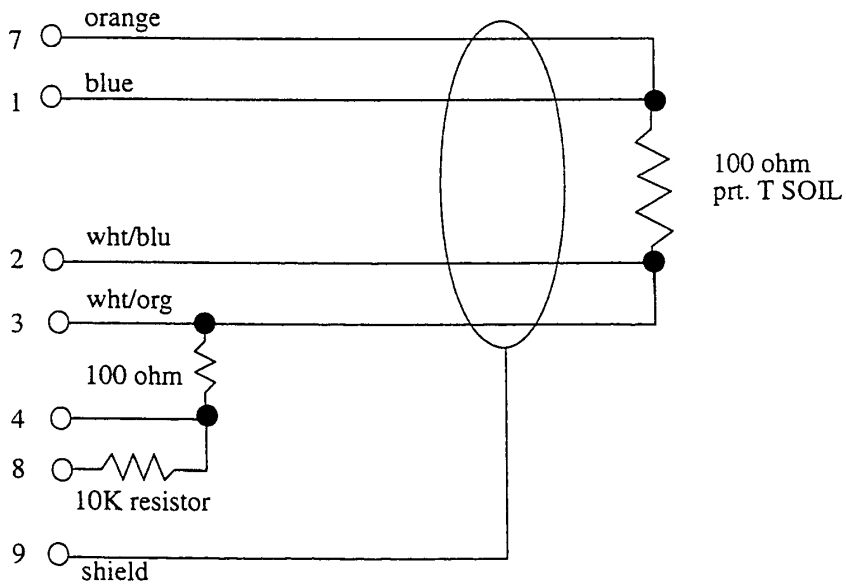 7 orange
1 blue
100 ohm
prt. T SOIL
2 wht/blu
3 wht/org
100 ohm
4
8
10K resistor
9
shield